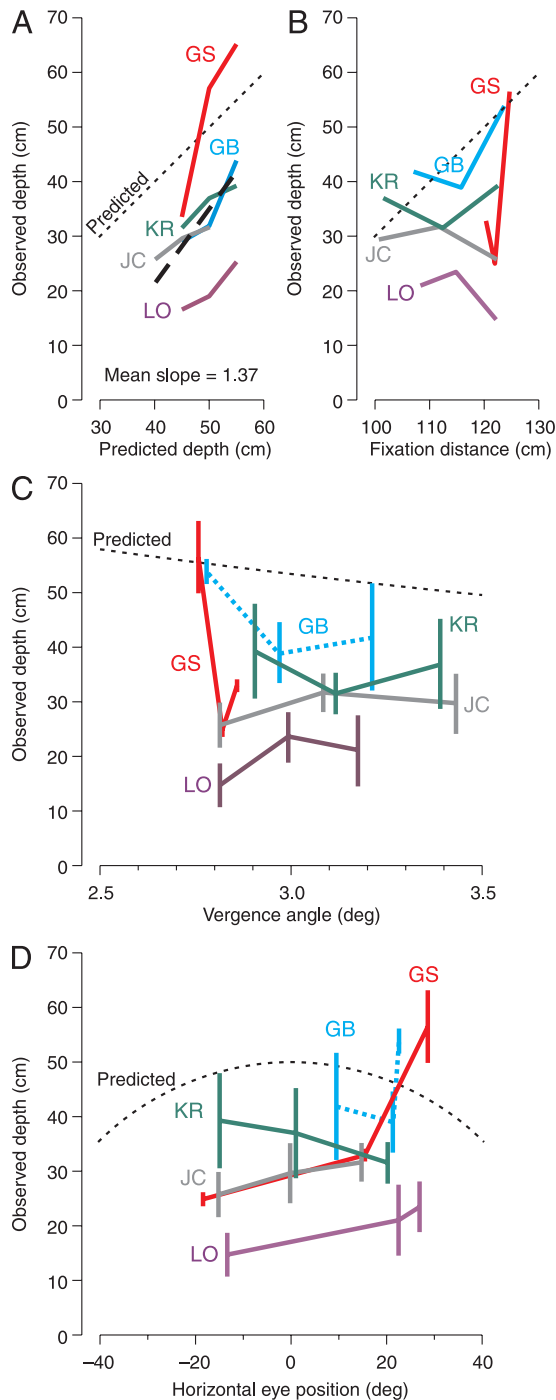 A
70
60
50
40
30
20
10
0
Observed depth (cm)
GS
GB
Predicted
KR
JC
LO
Mean slope = 1.37
30 40 50 60
Predicted depth (cm)
B
70
60
50
40
30
20
10
0
Observed depth (cm)
GS
GB
KR
JC
LO
100 110 120 130
Fixation distance (cm)
C
70
60
50
40
30
20
10
0
Observed depth (cm)
Predicted
GB
KR
GS
JC
LO
2.5 3.0 3.5
Vergence angle (deg)
D
70
60
50
40
30
20
10
0
Observed depth (cm)
GS
GB
Predicted
KR
JC
LO
−40 −20 0 20 40
Horizontal eye position (deg)